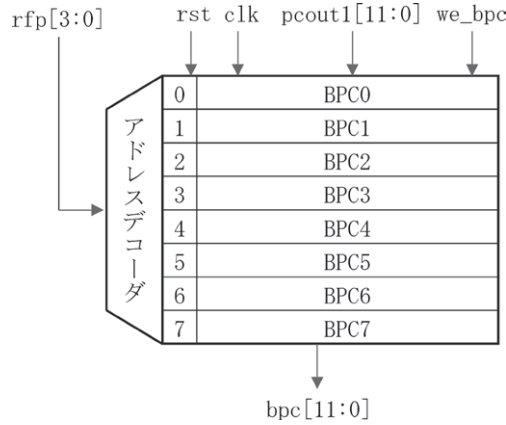 rfp[3:0]
rst clk pcout1[11:0] we_bpc
アドレスデコーダ
0 BPC0
1 BPC1
2 BPC2
3 BPC3
4 BPC4
5 BPC5
6 BPC6
7 BPC7
bpc[11:0]